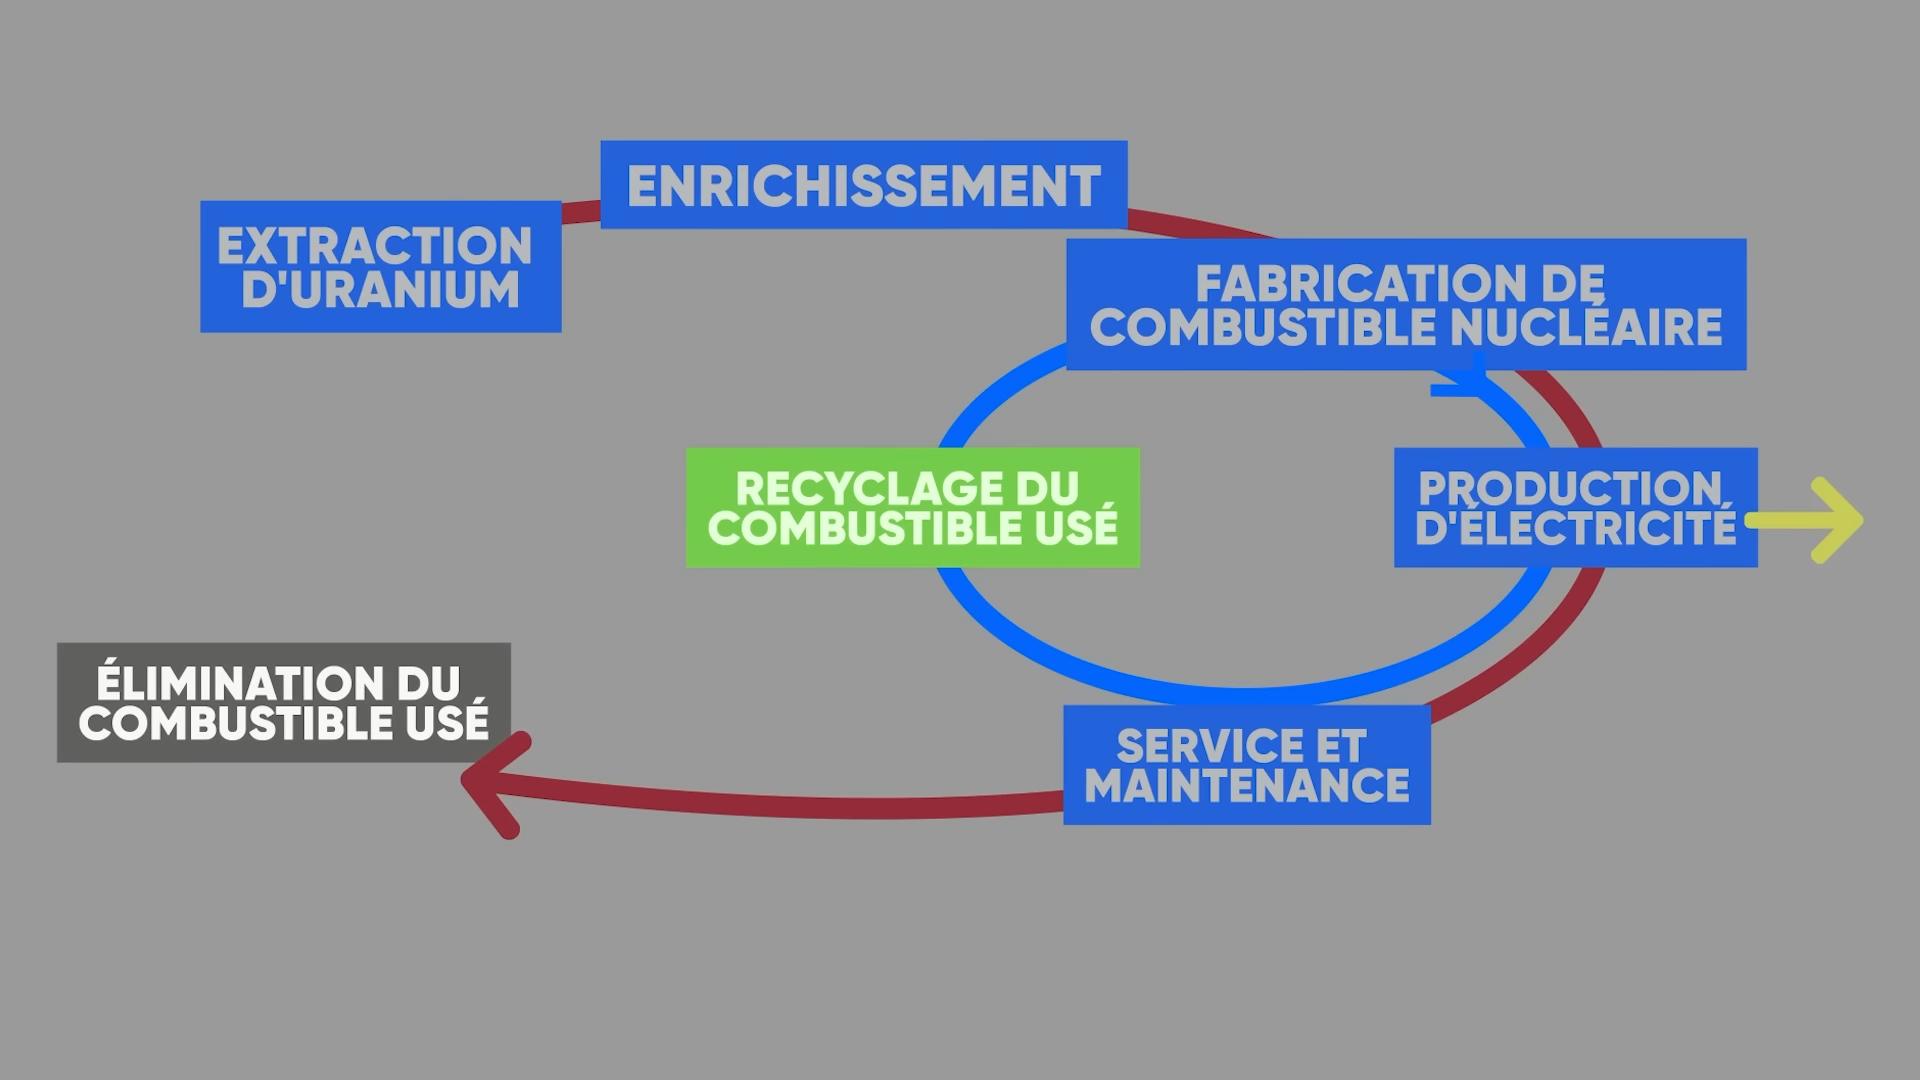 ENRICHISSEMENT
EXTRACTION
D'URANIUM
FABRICATION DE
COMBUSTIBLE NUCLÉAIRE
RECYCLAGE DU
COMBUSTIBLE USÉ
PRODUCTION
D'ÉLECTRICITÉ
ÉLIMINATION DU
COMBUSTIBLE USÉ
SERVICE ET
MAINTENANCE